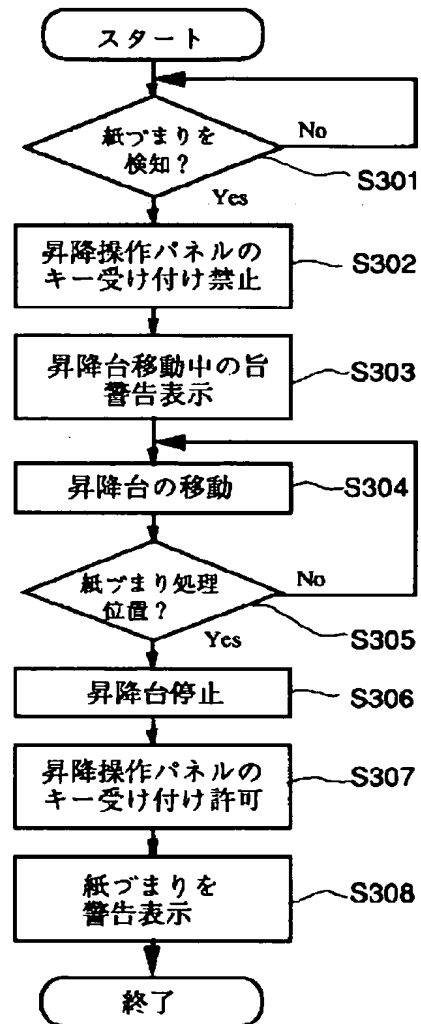 スタート
紙づまりを
検知？
No
S301
Yes
昇降操作パネルの
キー受け付け禁止
S302
昇降台移動中の旨
警告表示
S303
昇降台の移動
S304
紙づまり処理
位置？
No
S305
Yes
昇降台停止
S306
昇降操作パネルの
キー受け付け許可
S307
紙づまりを
警告表示
S308
終了